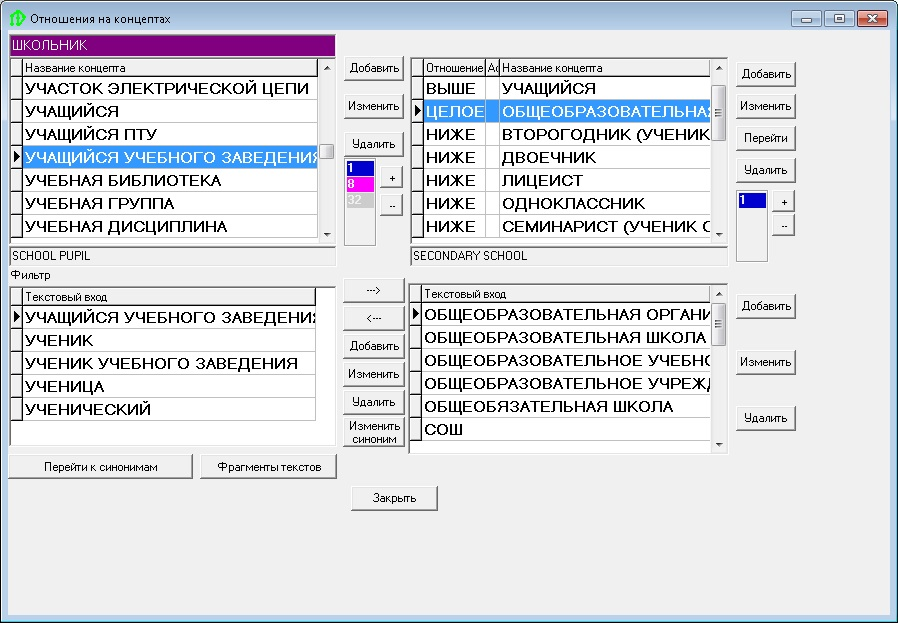 Отношения на концептах
ШКОЛЬНИК
Название концепта
УЧАСТОК ЭЛЕКТРИЧЕСКОЙ ЦЕПИ
УЧАЩИЙСЯ
УЧАЩИЙСЯ ПТУ
УЧАЩИЙСЯ УЧЕБНОГО ЗАВЕДЕНИЯ
УЧЕБНАЯ БИБЛИОТЕКА
УЧЕБНАЯ ГРУППА
УЧЕБНАЯ ДИСЦИПЛИНА
SCHOOL PUPIL
Добавить
Изменить
Удалить
1
8
32
+
--
Отношение Ас Название концепта
ВЫШЕ УЧАЩИЙСЯ
ЦЕЛОЕ ОБЩЕОБРАЗОВАТЕЛЬНАЯ
НИЖЕ ВТОРОГОДНИК (УЧЕНИК
НИЖЕ ДВОЕЧНИК
НИЖЕ ЛИЦЕИСТ
НИЖЕ ОДНОКЛАССНИК
НИЖЕ СЕМИНАРИСТ (УЧЕНИК С
SECONDARY SCHOOL
Добавить
Изменить
Перейти
Удалить
1
+
--
Фильтр
Текстовый вход
УЧАЩИЙСЯ УЧЕБНОГО ЗАВЕДЕНИЯ
УЧЕНИК
УЧЕНИК УЧЕБНОГО ЗАВЕДЕНИЯ
УЧЕНИЦА
УЧЕНИЧЕСКИЙ
--->
<---
Добавить
Изменить
Удалить
Изменить
синоним
Текстовый вход
ОБЩЕОБРАЗОВАТЕЛЬНАЯ ОРГАНИ
ОБЩЕОБРАЗОВАТЕЛЬНАЯ ШКОЛА
ОБЩЕОБРАЗОВАТЕЛЬНОЕ УЧЕБНО
ОБЩЕОБРАЗОВАТЕЛЬНОЕ УЧРЕЖД
ОБЩЕОБЯЗАТЕЛЬНАЯ ШКОЛА
СОШ
Добавить
Изменить
Удалить
Перейти к синонимам
Фрагменты текстов
Закрыть